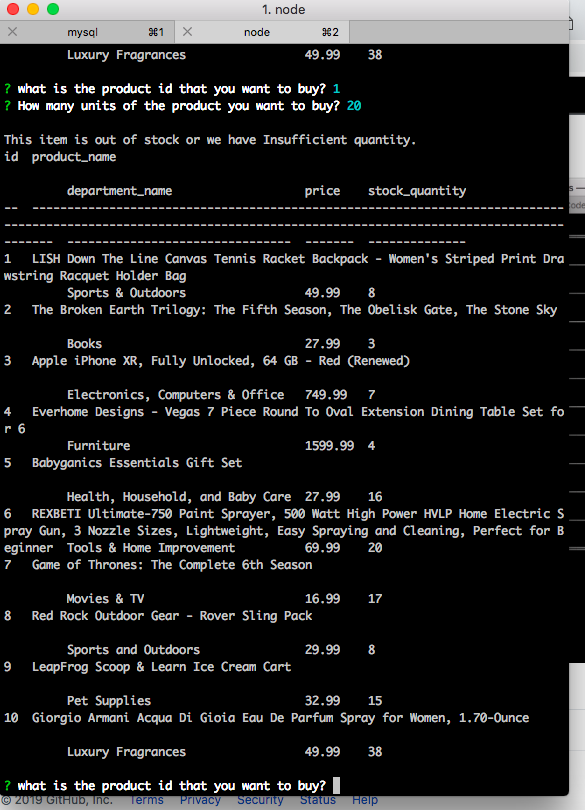 1. node
mysql ⌘1 node ⌘2
Luxury Fragrances 49.99 38
? what is the product id that you want to buy? 1
? How many units of the product you want to buy? 20
This item is out of stock or we have Insufficient quantity.
id product_name
department_name price stock_quantity
-- ----------------------------------------------------------------------------
--------------------------------------------------------------------------------
------- -------------------------------- ------- --------------
1 LISH Down The Line Canvas Tennis Racket Backpack - Women's Striped Print Dra
wstring Racquet Holder Bag
Sports & Outdoors 49.99 8
2 The Broken Earth Trilogy: The Fifth Season, The Obelisk Gate, The Stone Sky
Books 27.99 3
3 Apple iPhone XR, Fully Unlocked, 64 GB - Red (Renewed)
Electronics, Computers & Office 749.99 7
4 Everhome Designs - Vegas 7 Piece Round To Oval Extension Dining Table Set fo
r 6
Furniture 1599.99 4
5 Babyganics Essentials Gift Set
Health, Household, and Baby Care 27.99 16
6 REXBETI Ultimate-750 Paint Sprayer, 500 Watt High Power HVLP Home Electric S
pray Gun, 3 Nozzle Sizes, Lightweight, Easy Spraying and Cleaning, Perfect for B
eginner Tools & Home Improvement 69.99 20
7 Game of Thrones: The Complete 6th Season
Movies & TV 16.99 17
8 Red Rock Outdoor Gear - Rover Sling Pack
Sports and Outdoors 29.99 8
9 LeapFrog Scoop & Learn Ice Cream Cart
Pet Supplies 32.99 15
10 Giorgio Armani Acqua Di Gioia Eau De Parfum Spray for Women, 1.70-Ounce
Luxury Fragrances 49.99 38
? what is the product id that you want to buy?
© 2019 GitHub, Inc. Terms Privacy Security Status Help